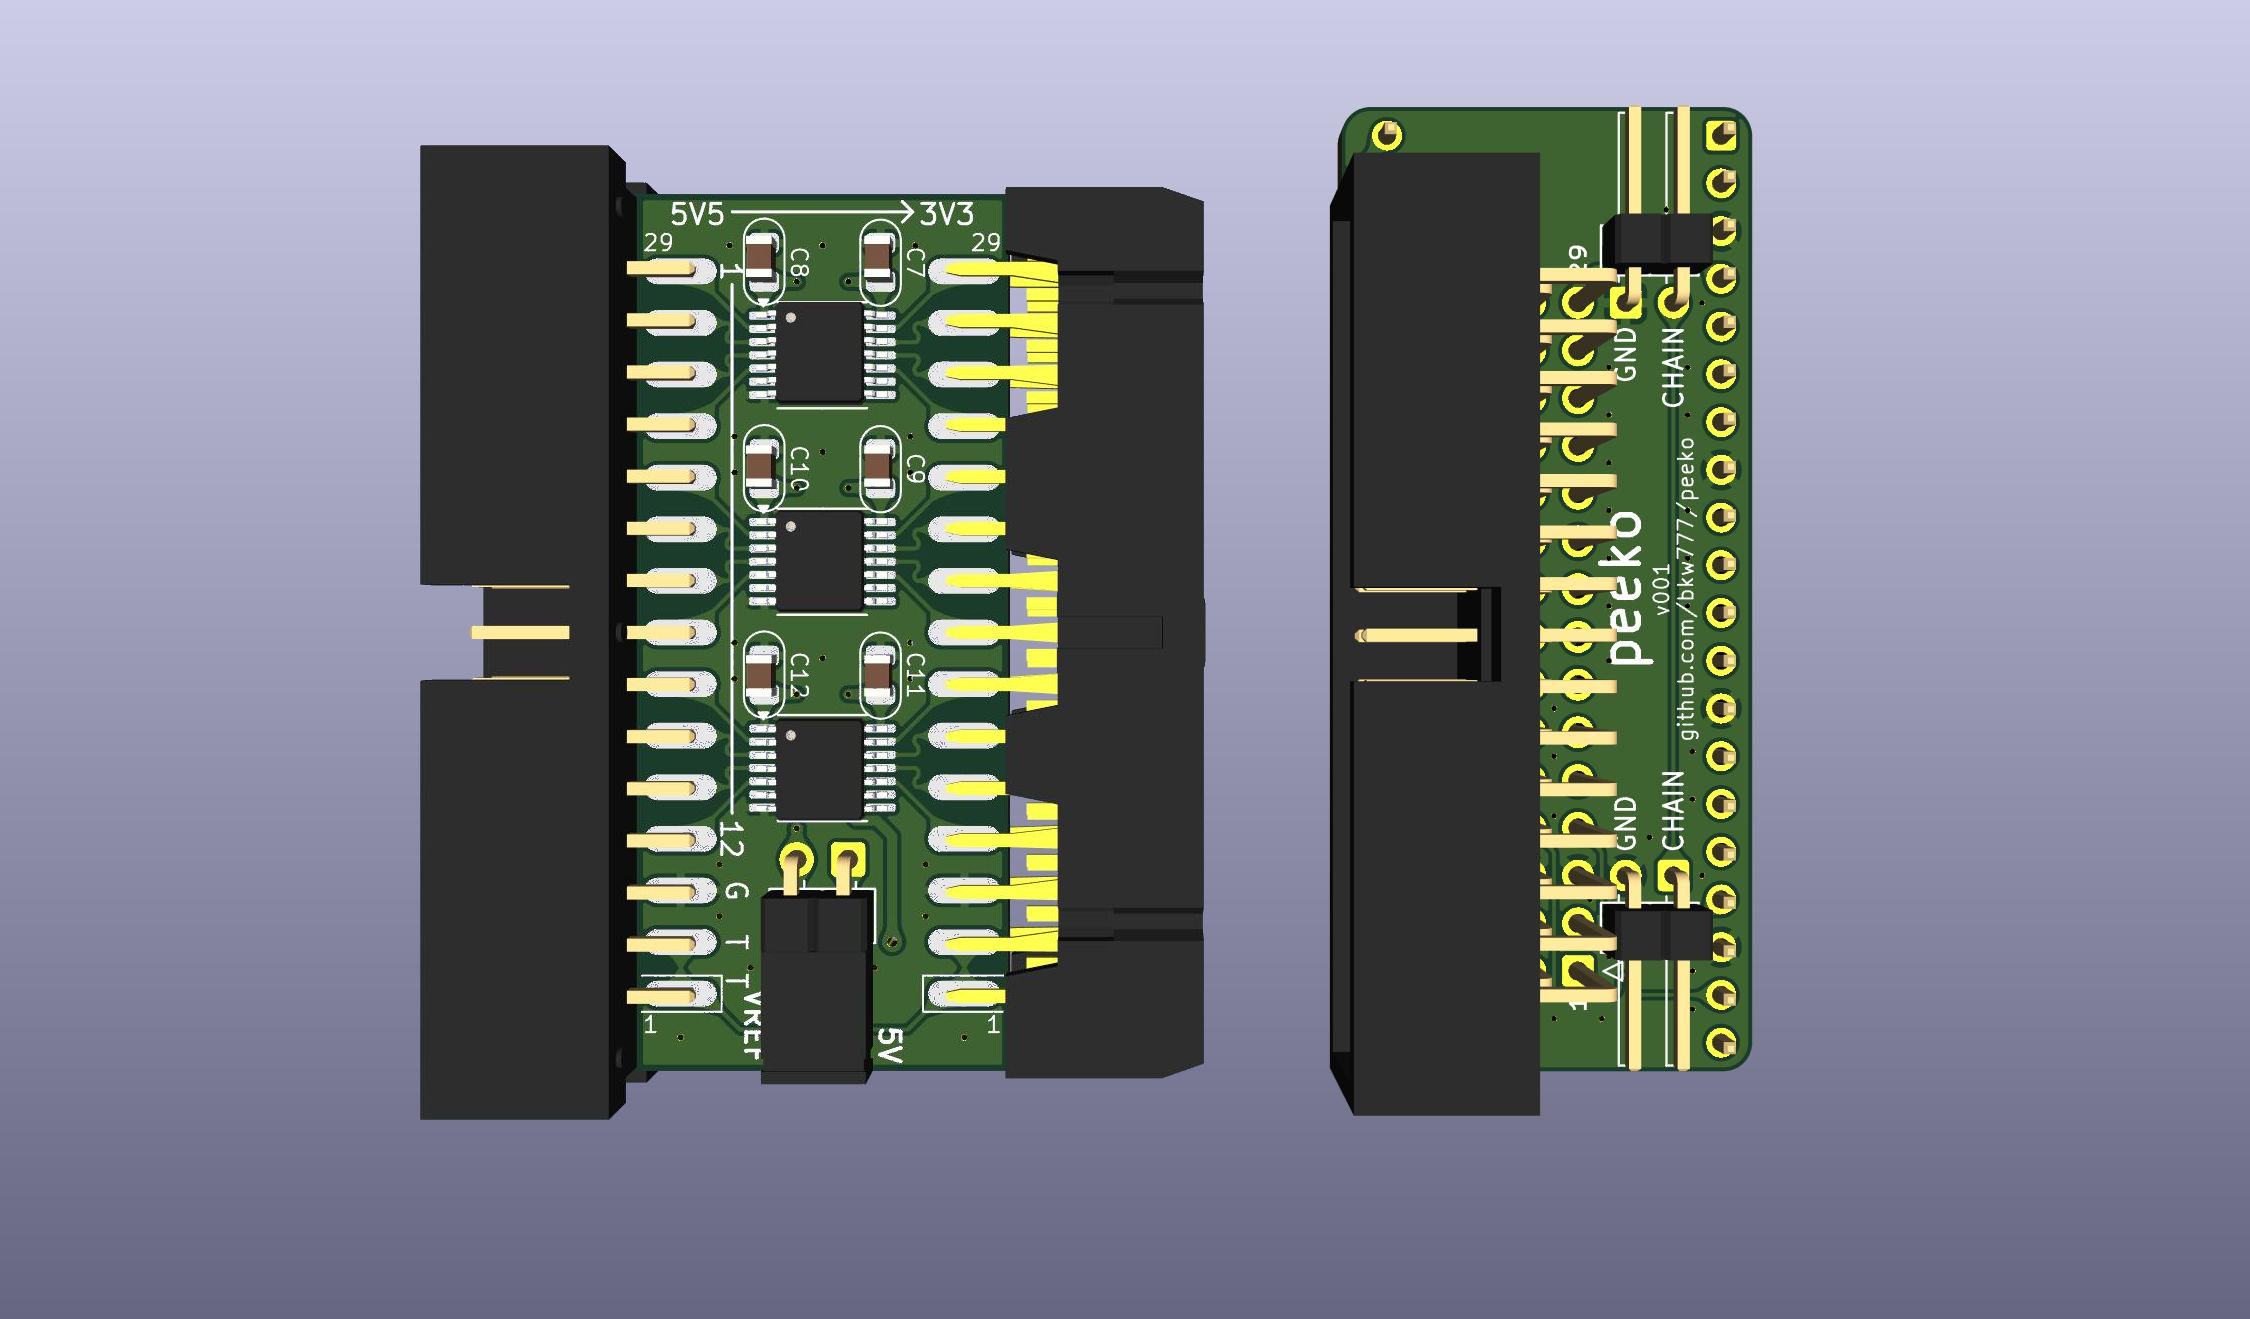 5V5
3V3
29
29
1
C8
C7
C10
C9
C12
C11
12
G
T
T
VREF
5V
1
1
GND
CHAIN
peeko
v001
github.com/bkw777/peeko
GND
CHAIN
1